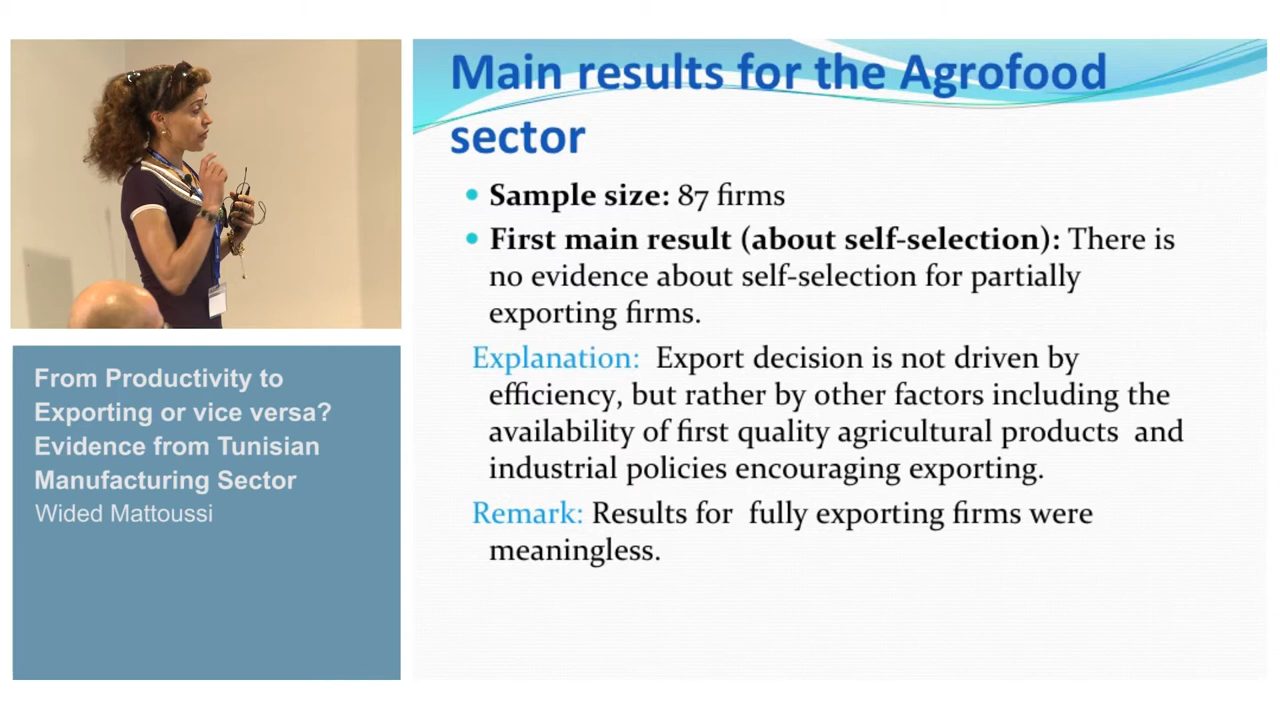 Main results for the Agrofood
sector
• Sample size: 87 firms
• First main result (about self-selection): There is
no evidence about self-selection for partially
exporting firms.
Explanation: Export decision is not driven by
efficiency, but rather by other factors including the
availability of first quality agricultural products and
industrial policies encouraging exporting.
Remark: Results for fully exporting firms were
meaningless.
From Productivity to
Exporting or vice versa?
Evidence from Tunisian
Manufacturing Sector
Wided Mattoussi